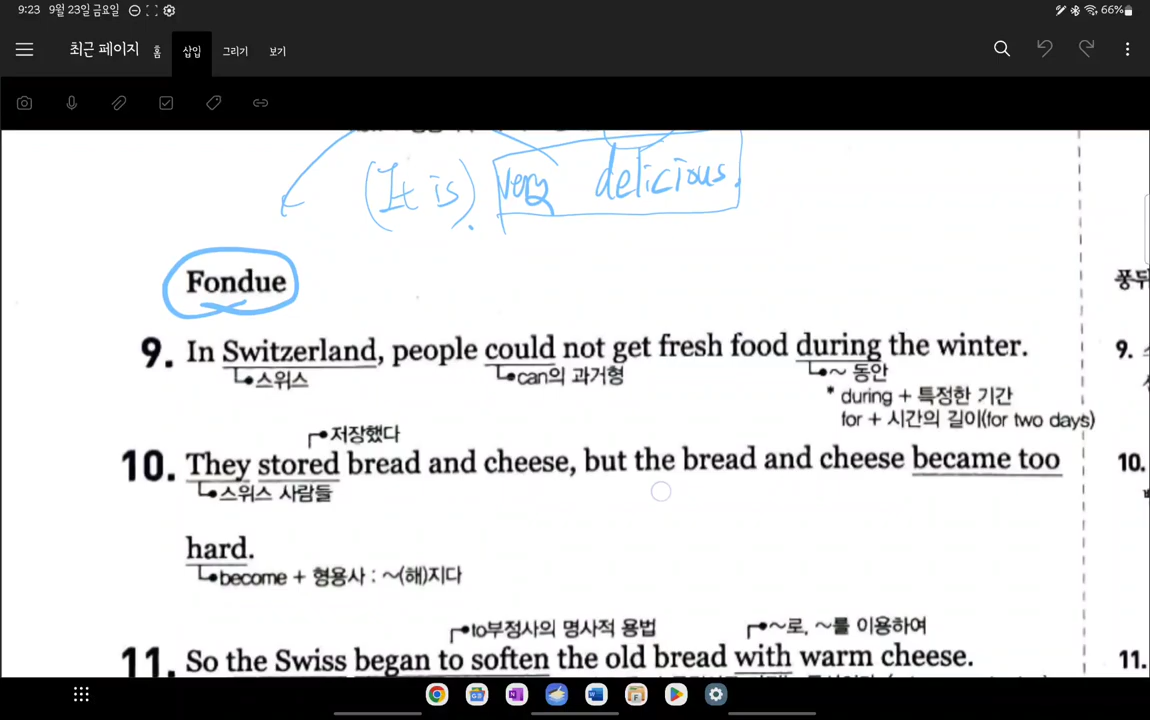 9:23 9월 23일 금요일
66%
최근 페이지 홈 삽입 그리기 보기
(It is). very delicious.
Fondue
풍뒤
9. In Switzerland, people could not get fresh food during the winter.
9.
스위스
can의 과거형
~ 동안
* during + 특정한 기간
for + 시간의 길이(for two days)
저장했다
10. They stored bread and cheese, but the bread and cheese became too
10.
스위스 사람들
hard.
become + 형용사 : ~(해)지다
to부정사의 명사적 용법
~로, ~를 이용하여
11. So the Swiss began to soften the old bread with warm cheese.
11.